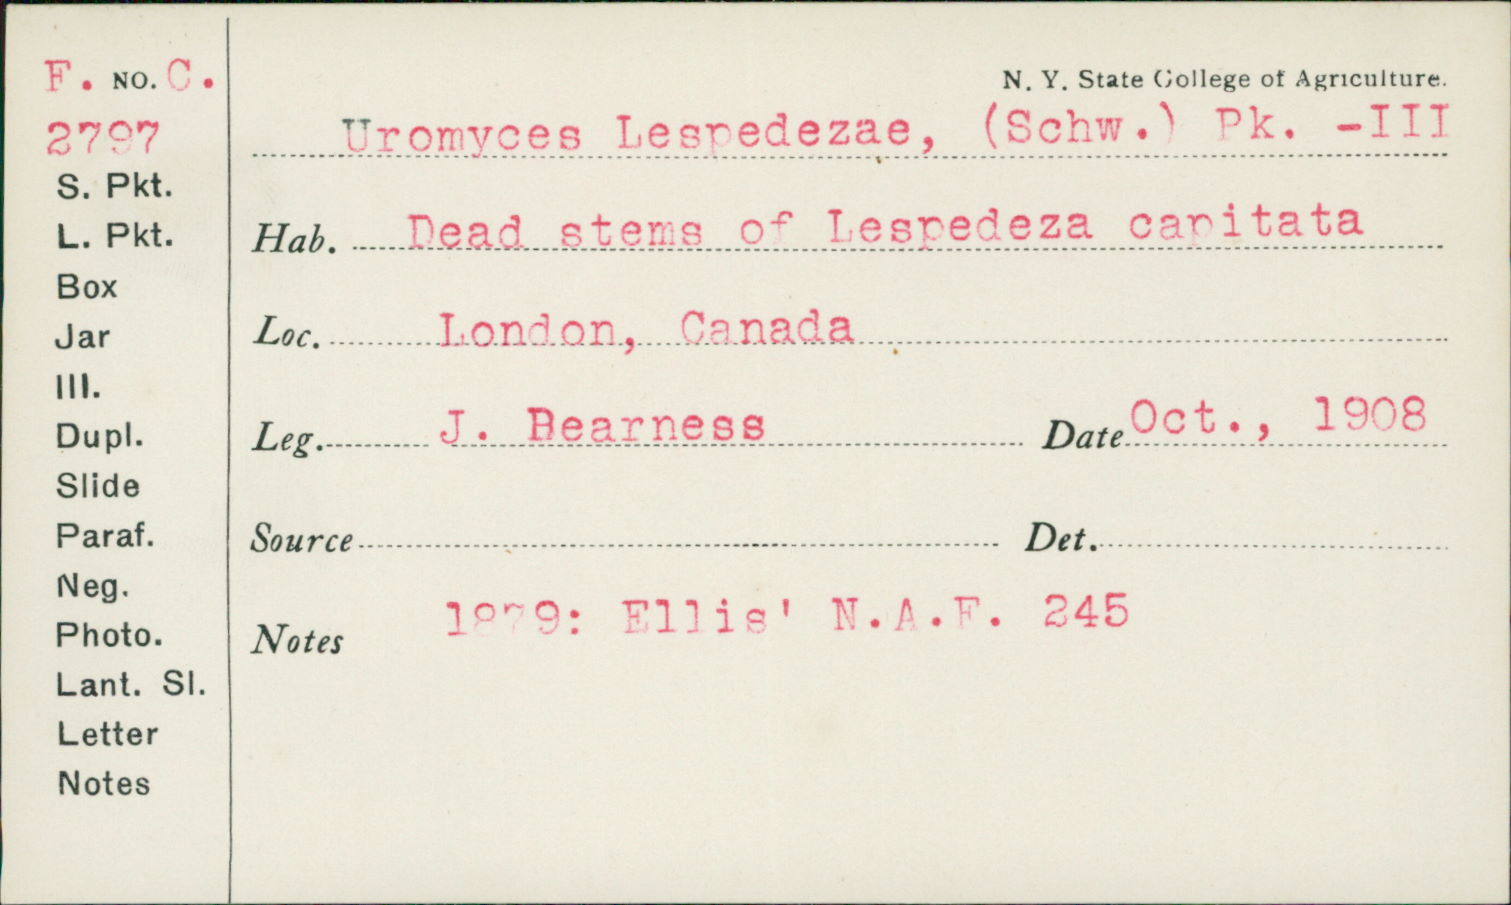 F. NO. C.
2797
S. Pkt.
L. Pkt.
Box
Jar
Ill.
Dupl.
Slide
Paraf.
Neg.
Photo.
Lant. Sl.
Letter
Notes
N. Y. State College of Agriculture.
Uromyces Lespedezae, (Schw.) Pk. -III
Hab. Dead stems of Lespedeza capitata
Loc. London, Canada
Leg. J. Bearness Date Oct., 1908
Source Det.
Notes 1879: Ellis' N.A.F. 245